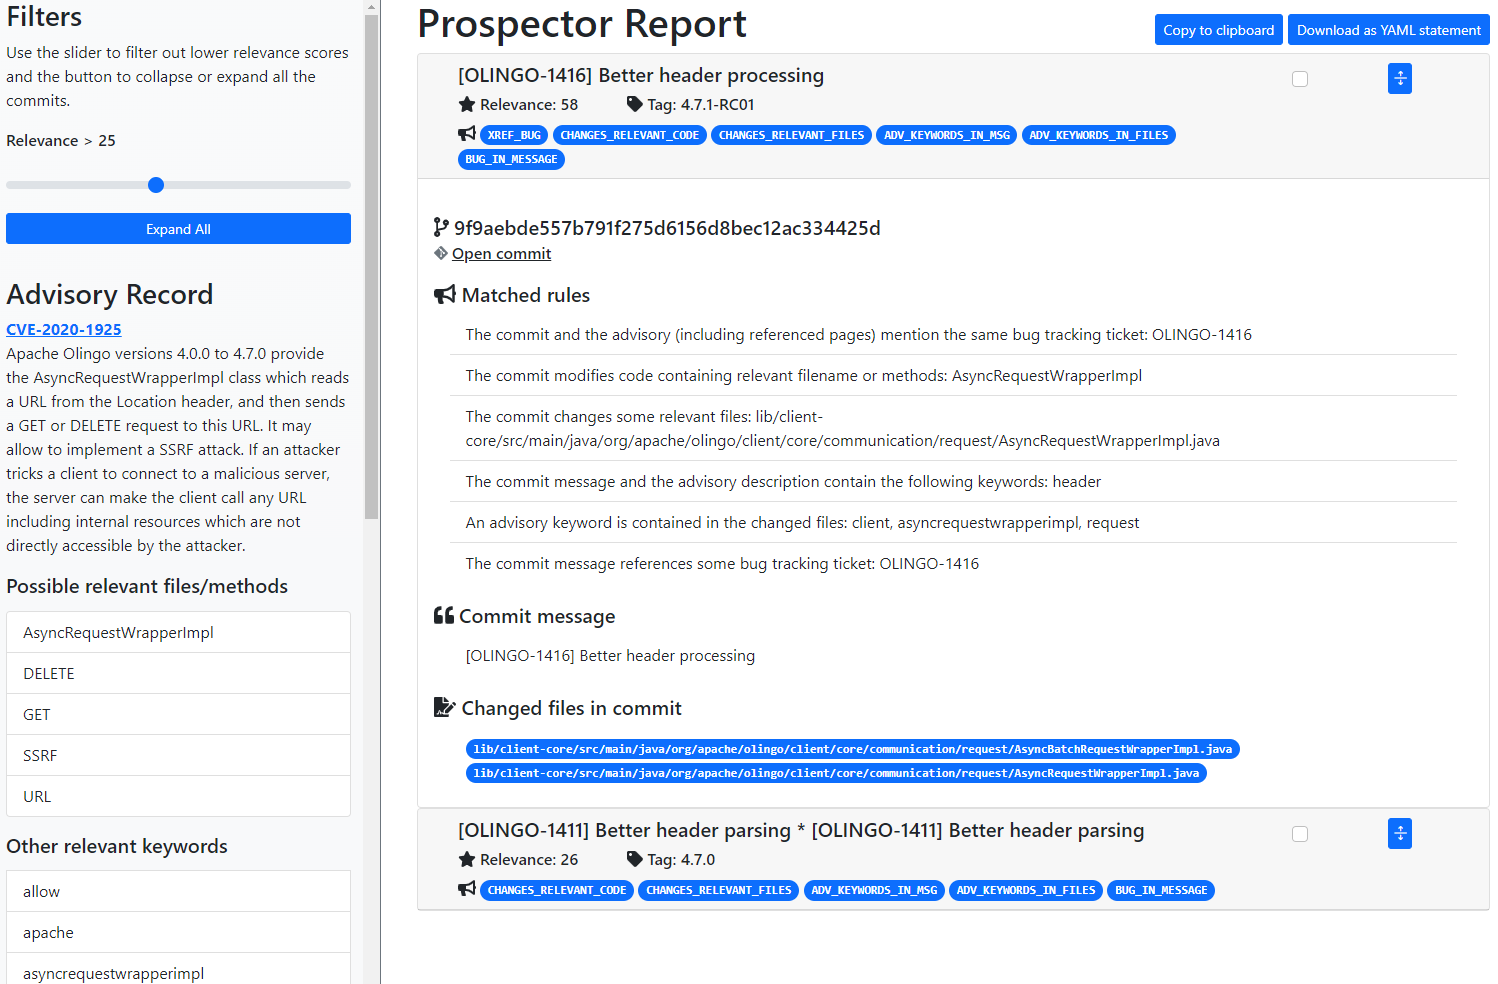 Filters
Use the slider to filter out lower relevance scores
and the button to collapse or expand all the
commits.
Relevance > 25
Expand All
Advisory Record
CVE-2020-1925
Apache Olingo versions 4.0.0 to 4.7.0 provide
the AsyncRequestWrapperImpl class which reads
a URL from the Location header, and then sends
a GET or DELETE request to this URL. It may
allow to implement a SSRF attack. If an attacker
tricks a client to connect to a malicious server,
the server can make the client call any URL
including internal resources which are not
directly accessible by the attacker.
Possible relevant files/methods
AsyncRequestWrapperImpl
DELETE
GET
SSRF
URL
Other relevant keywords
allow
apache
asyncrequestwrapperimpl
Prospector Report
Copy to clipboard
Download as YAML statement
[OLINGO-1416] Better header processing
Relevance: 58 Tag: 4.7.1-RC01
XREF_BUG CHANGES_RELEVANT_CODE CHANGES_RELEVANT_FILES ADV_KEYWORDS_IN_MSG ADV_KEYWORDS_IN_FILES
BUG_IN_MESSAGE
9f9aebde557b791f275d6156d8bec12ac334425d
Open commit
Matched rules
The commit and the advisory (including referenced pages) mention the same bug tracking ticket: OLINGO-1416
The commit modifies code containing relevant filename or methods: AsyncRequestWrapperImpl
The commit changes some relevant files: lib/client-
core/src/main/java/org/apache/olingo/client/core/communication/request/AsyncRequestWrapperImpl.java
The commit message and the advisory description contain the following keywords: header
An advisory keyword is contained in the changed files: client, asyncrequestwrapperimpl, request
The commit message references some bug tracking ticket: OLINGO-1416
Commit message
[OLINGO-1416] Better header processing
Changed files in commit
lib/client-core/src/main/java/org/apache/olingo/client/core/communication/request/AsyncBatchRequestWrapperImpl.java
lib/client-core/src/main/java/org/apache/olingo/client/core/communication/request/AsyncRequestWrapperImpl.java
[OLINGO-1411] Better header parsing * [OLINGO-1411] Better header parsing
Relevance: 26 Tag: 4.7.0
CHANGES_RELEVANT_CODE CHANGES_RELEVANT_FILES ADV_KEYWORDS_IN_MSG ADV_KEYWORDS_IN_FILES BUG_IN_MESSAGE